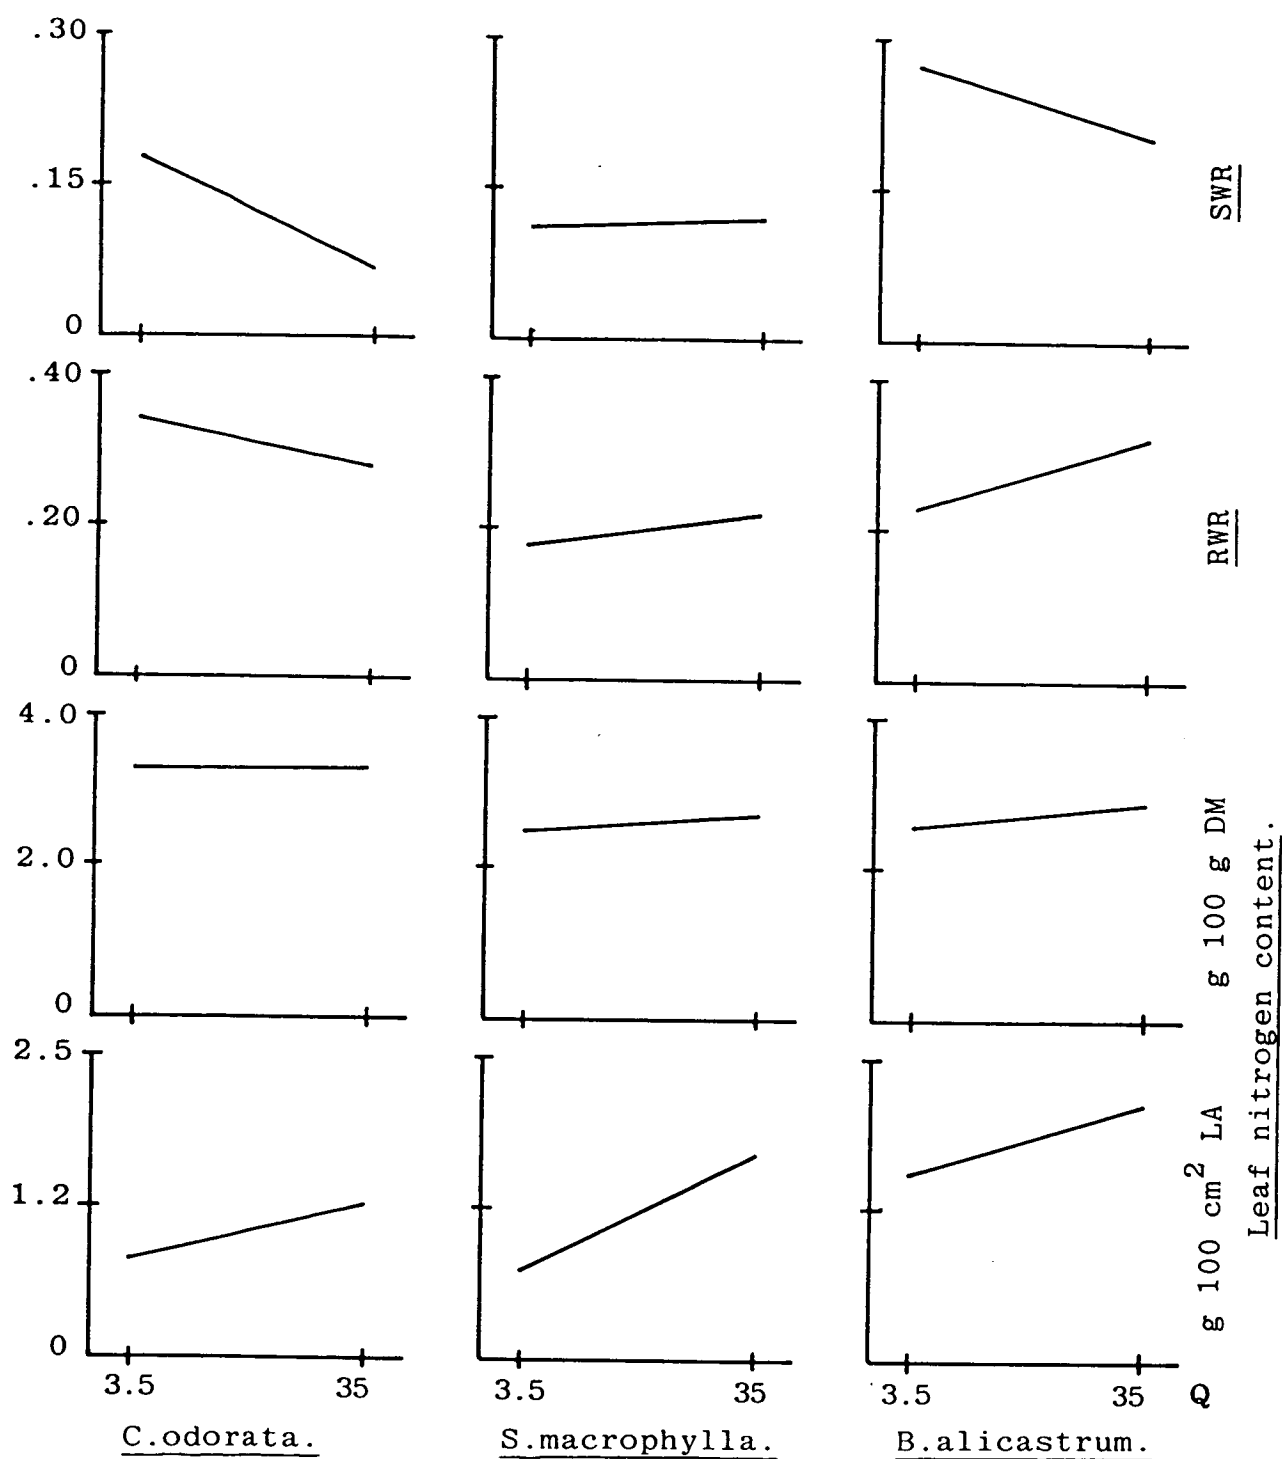 .30
.15
0
SWR
.40
.20
0
RWR
4.0
2.0
0
g 100 g DM
2.5
1.2
0
g 100 cm² LA
Leaf nitrogen content.
3.5 35 3.5 35 3.5 35 Q
C.odorata. S.macrophylla. B.alicastrum.